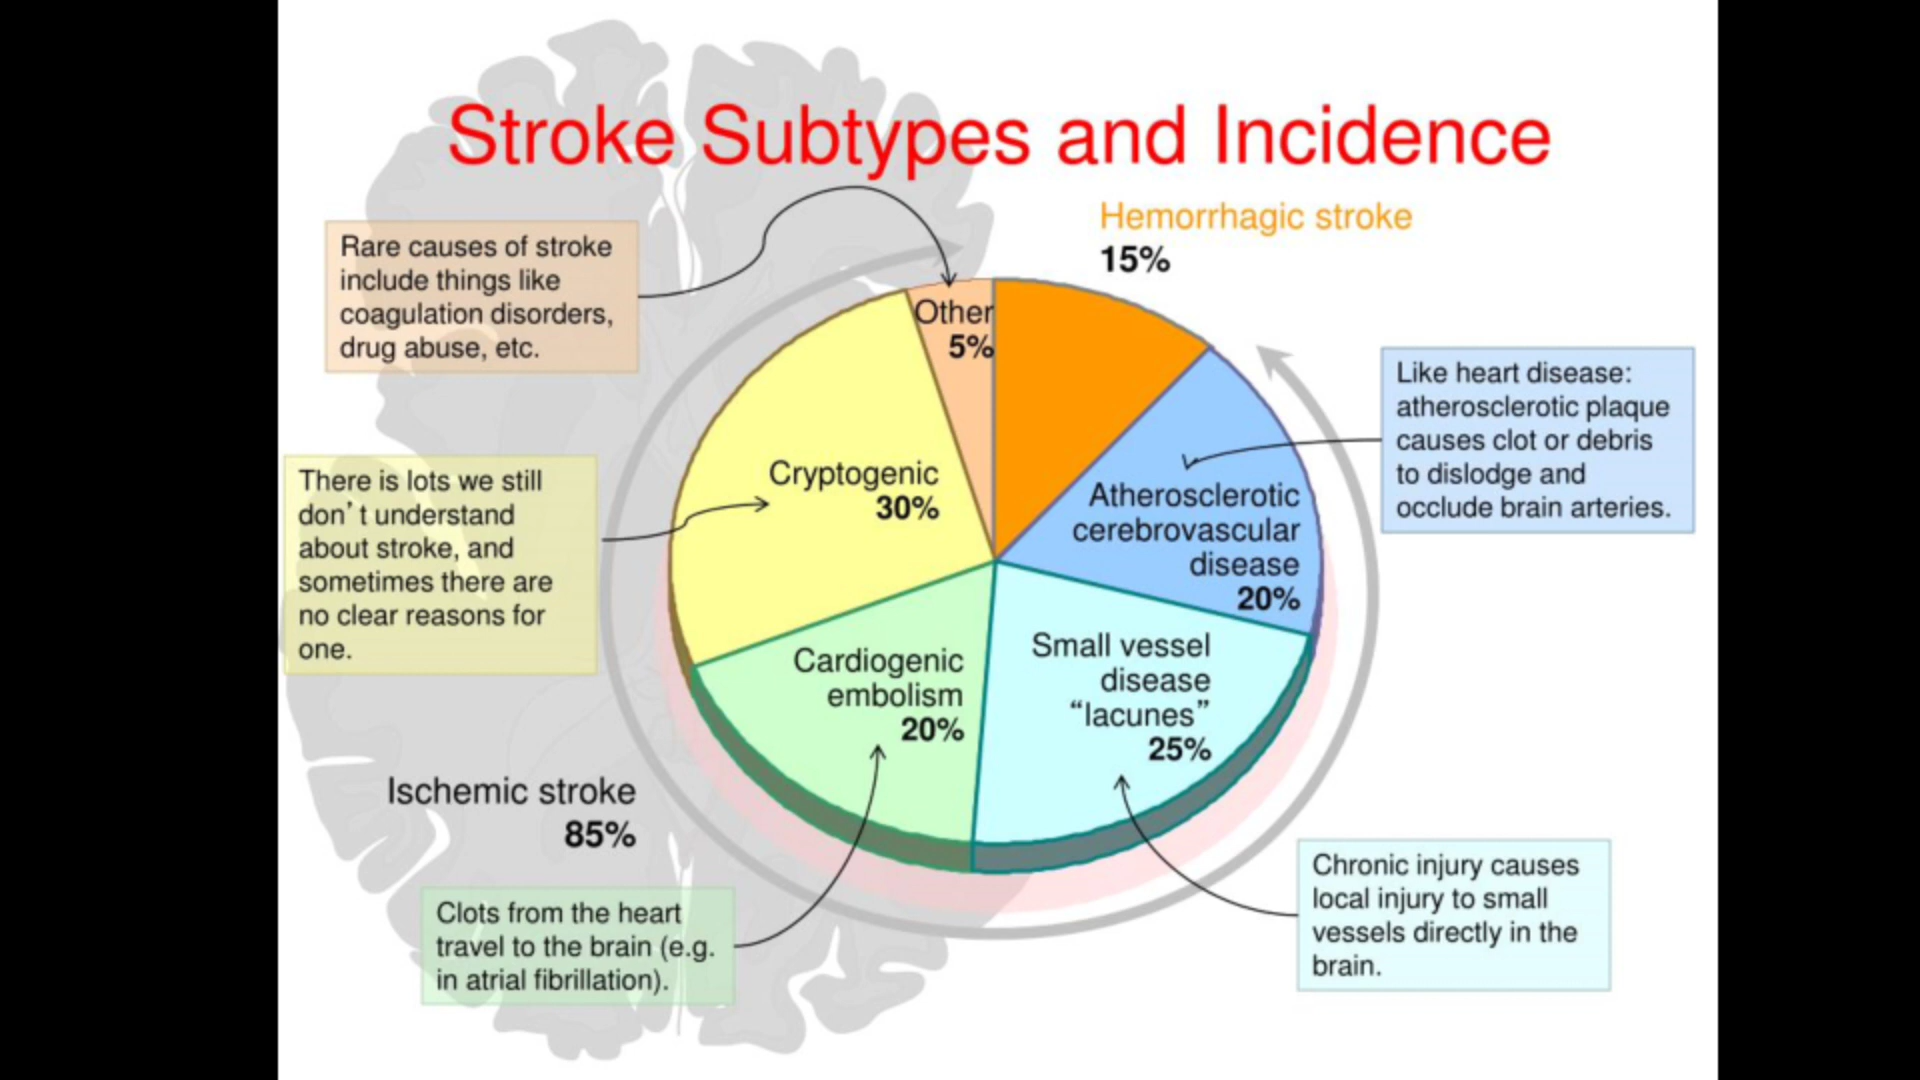 Stroke Subtypes and Incidence
Hemorrhagic stroke
15%
Rare causes of stroke
include things like
coagulation disorders,
drug abuse, etc.
Other
5%
Like heart disease:
atherosclerotic plaque
causes clot or debris
to dislodge and
occlude brain arteries.
There is lots we still
don’ t understand
about stroke, and
sometimes there are
no clear reasons for
one.
Cryptogenic
30%
Atherosclerotic
cerebrovascular
disease
20%
Cardiogenic
embolism
20%
Small vessel
disease
“lacunes”
25%
Ischemic stroke
85%
Clots from the heart
travel to the brain (e.g.
in atrial fibrillation).
Chronic injury causes
local injury to small
vessels directly in the
brain.